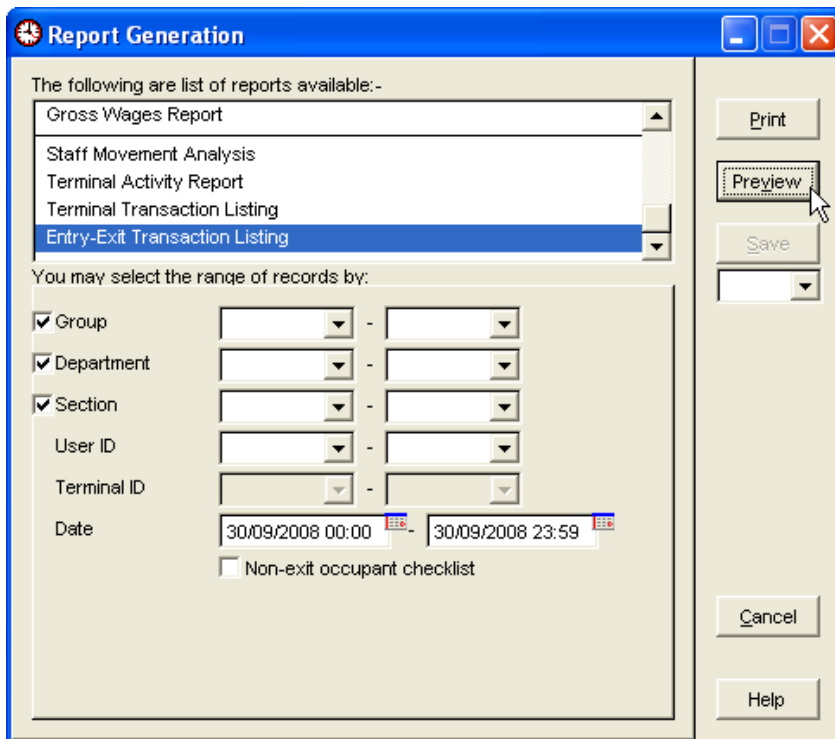 Report Generation
The following are list of reports available:-
Gross Wages Report
Staff Movement Analysis
Terminal Activity Report
Terminal Transaction Listing
Entry-Exit Transaction Listing
You may select the range of records by:
Group -
Department -
Section -
User ID -
Terminal ID -
Date 30/09/2008 00:00 - 30/09/2008 23:59
Non-exit occupant checklist
Print
Preview
Save
Cancel
Help